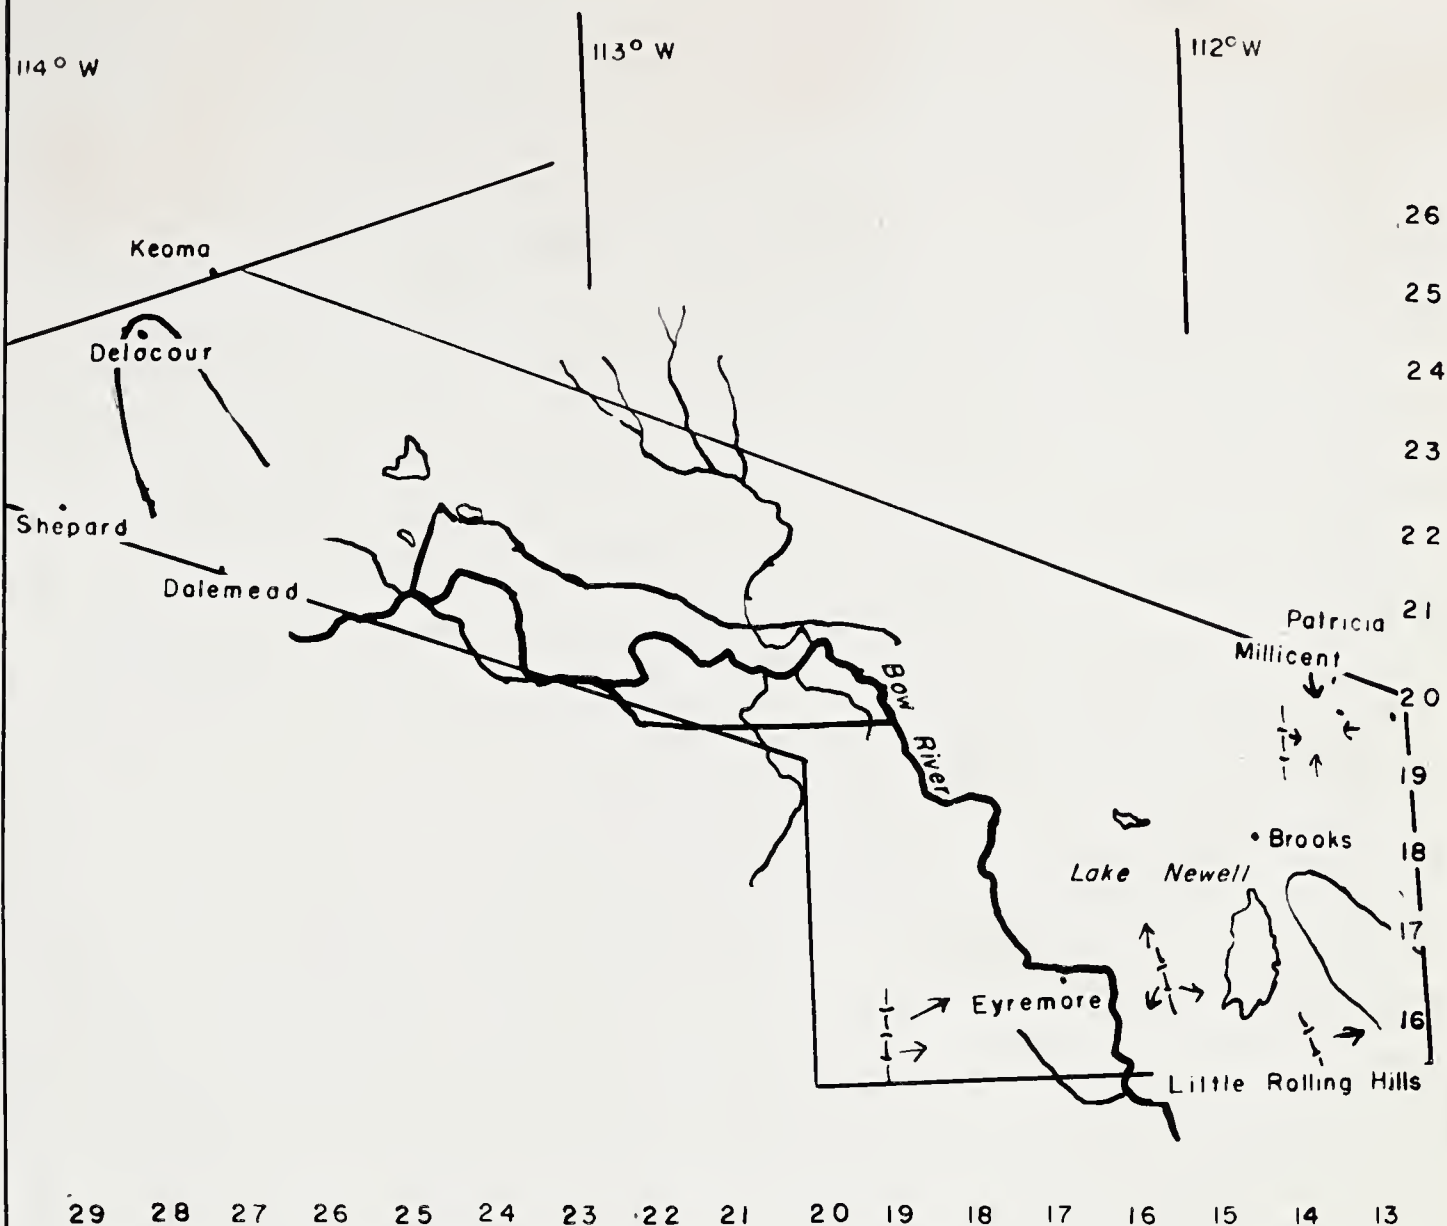 114° W
113° W
112° W
26
Keoma
25
Delacour
24
23
Shepard
22
Dalemead
21
Patricia
Millicent
20
Bow
River
19
Brooks
18
Lake Newell
17
Eyremore
16
Little Rolling Hills
29 28 27 26 25 24 23 22 21 20 19 18 17 16 15 14 13